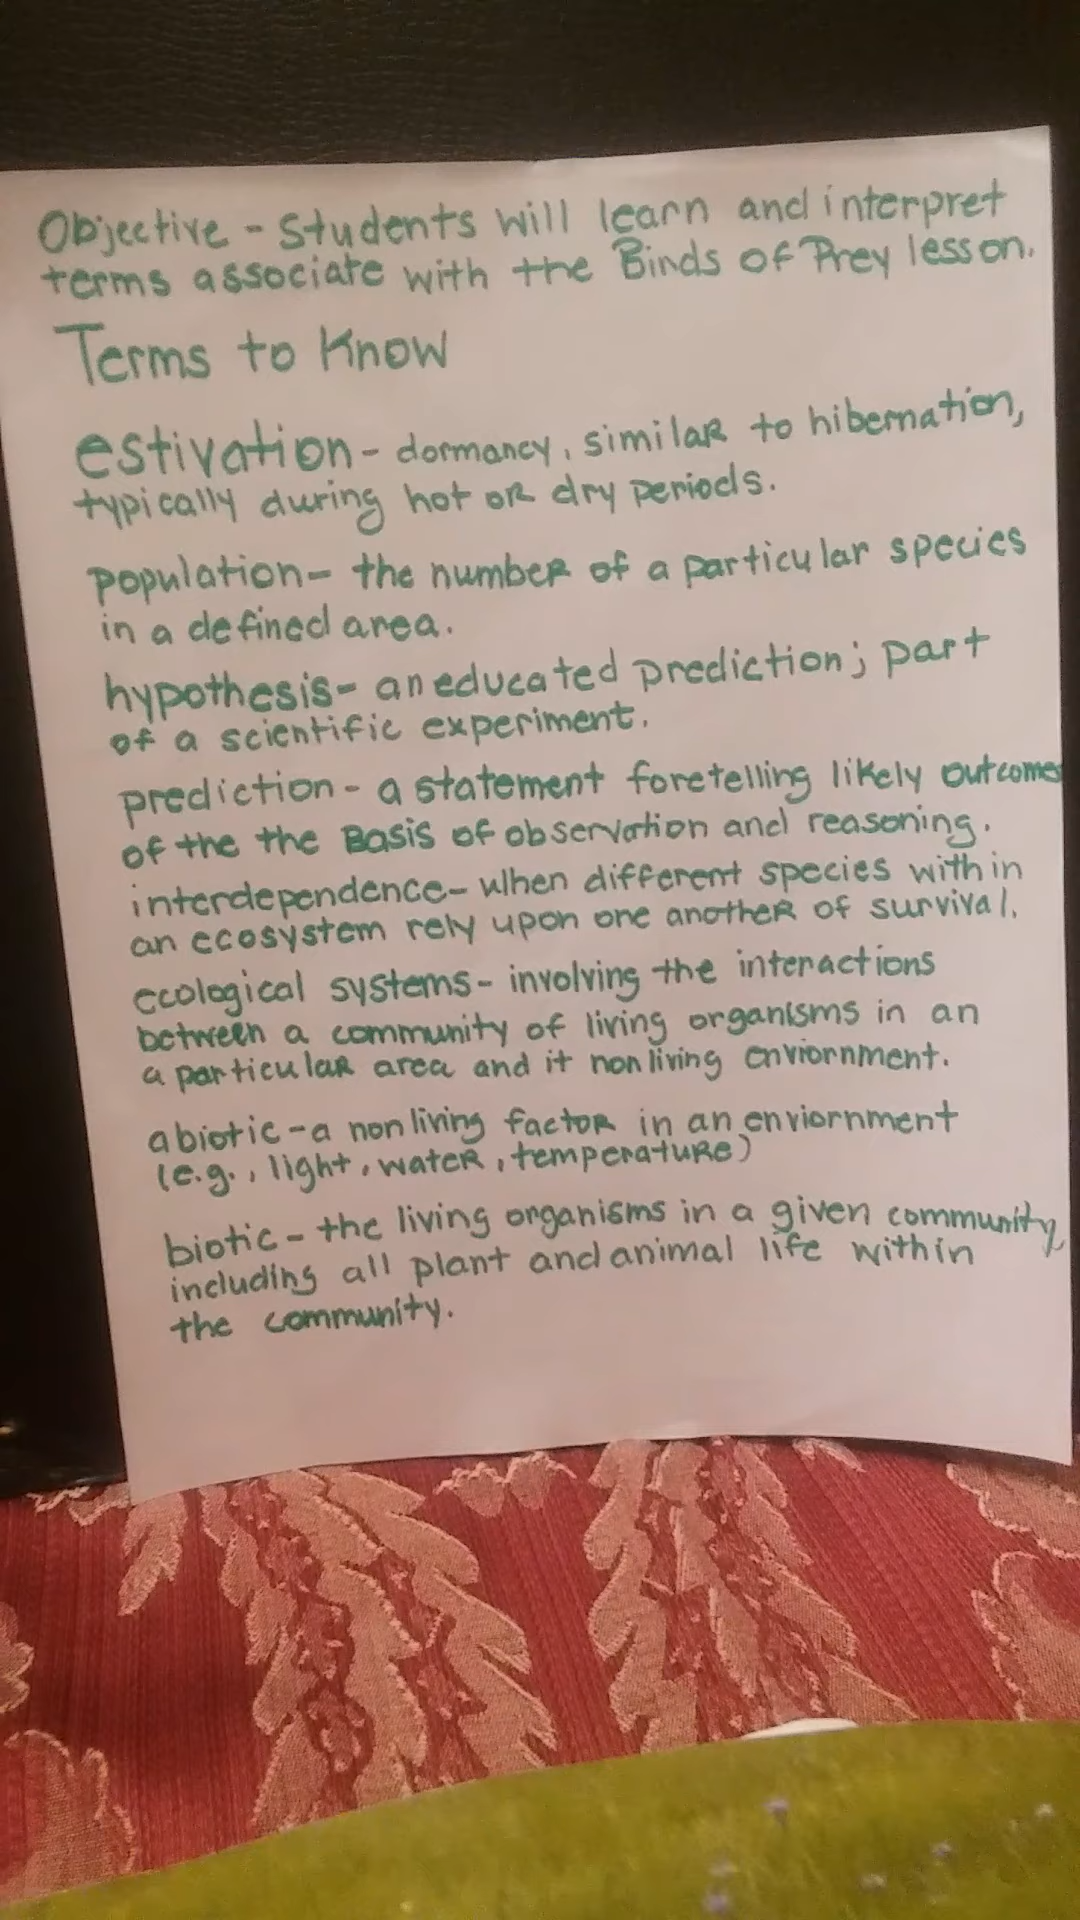 Objective - Students will learn and interpret
terms associate with the Binds of Prey lesson.
Terms to Know
estivation - dormancy, similar to hibernation,
typically during hot or dry periods.
population - the number of a particular species
in a defined area.
hypothesis - an educated prediction; part
of a scientific experiment.
prediction - a statement foretelling likely outcomes
of the the Basis of observation and reasoning.
interdependence - when different species within
an ecosystem rely upon one another of survival.
ecological systems - involving the interactions
between a community of living organisms in an
a particular area and it nonliving enviornment.
abiotic - a non living factor in an enviornment
(e.g., light, water, temperature)
biotic - the living organisms in a given community,
including all plant and animal life within
the community.